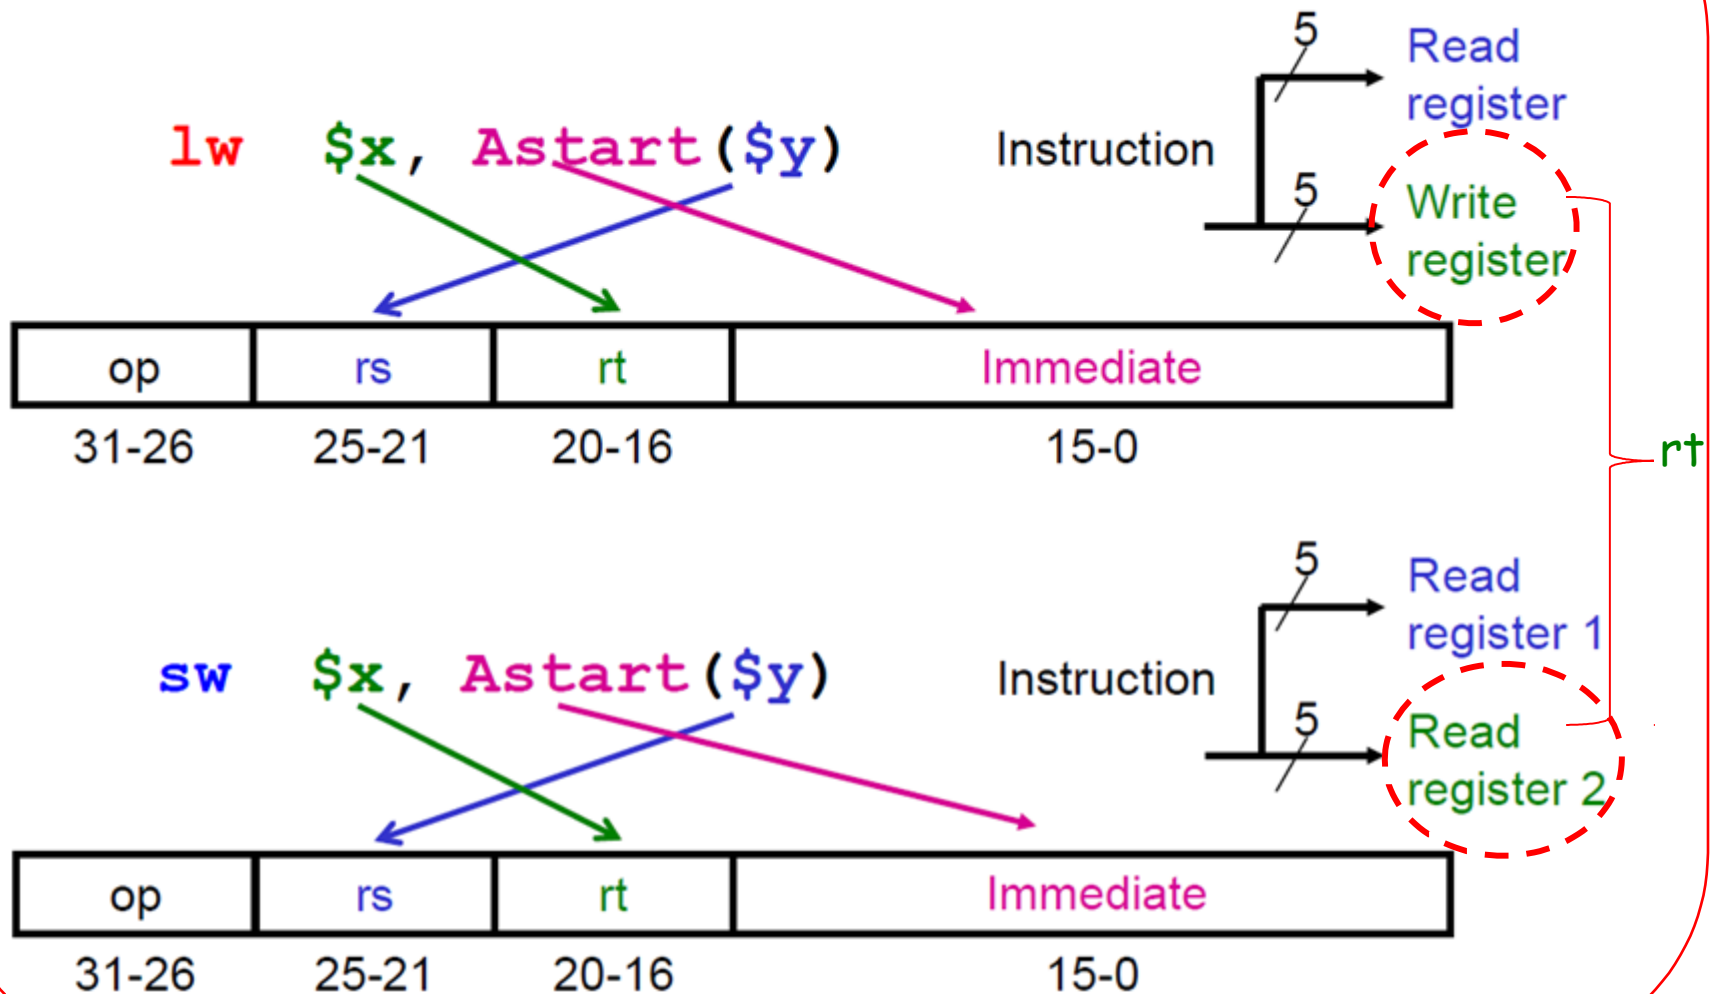 5
Read
register
lw $x, Astart($y)
Instruction
5
Write
register
op rs rt Immediate
31-26 25-21 20-16 15-0
rt
5
Read
register 1
sw $x, Astart($y)
Instruction
5
Read
register 2
op rs rt Immediate
31-26 25-21 20-16 15-0